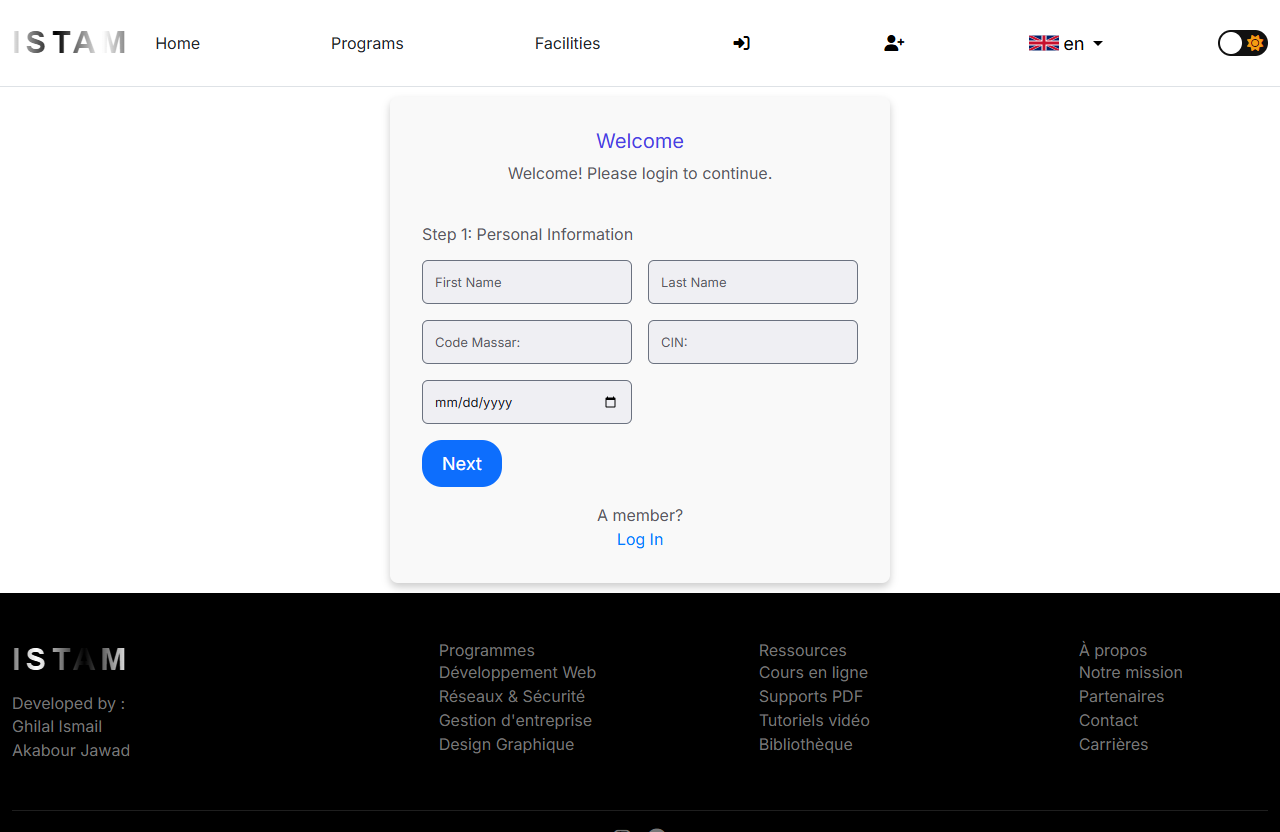 ISTAM
Home
Programs
Facilities
en
Welcome
Welcome! Please login to continue.
Step 1: Personal Information
First Name
Last Name
Code Massar:
CIN:
mm/dd/yyyy
Next
A member?
Log In
ISTAM
Developed by :
Ghilal Ismail
Akabour Jawad
Programmes
Développement Web
Réseaux & Sécurité
Gestion d'entreprise
Design Graphique
Ressources
Cours en ligne
Supports PDF
Tutoriels vidéo
Bibliothèque
À propos
Notre mission
Partenaires
Contact
Carrières